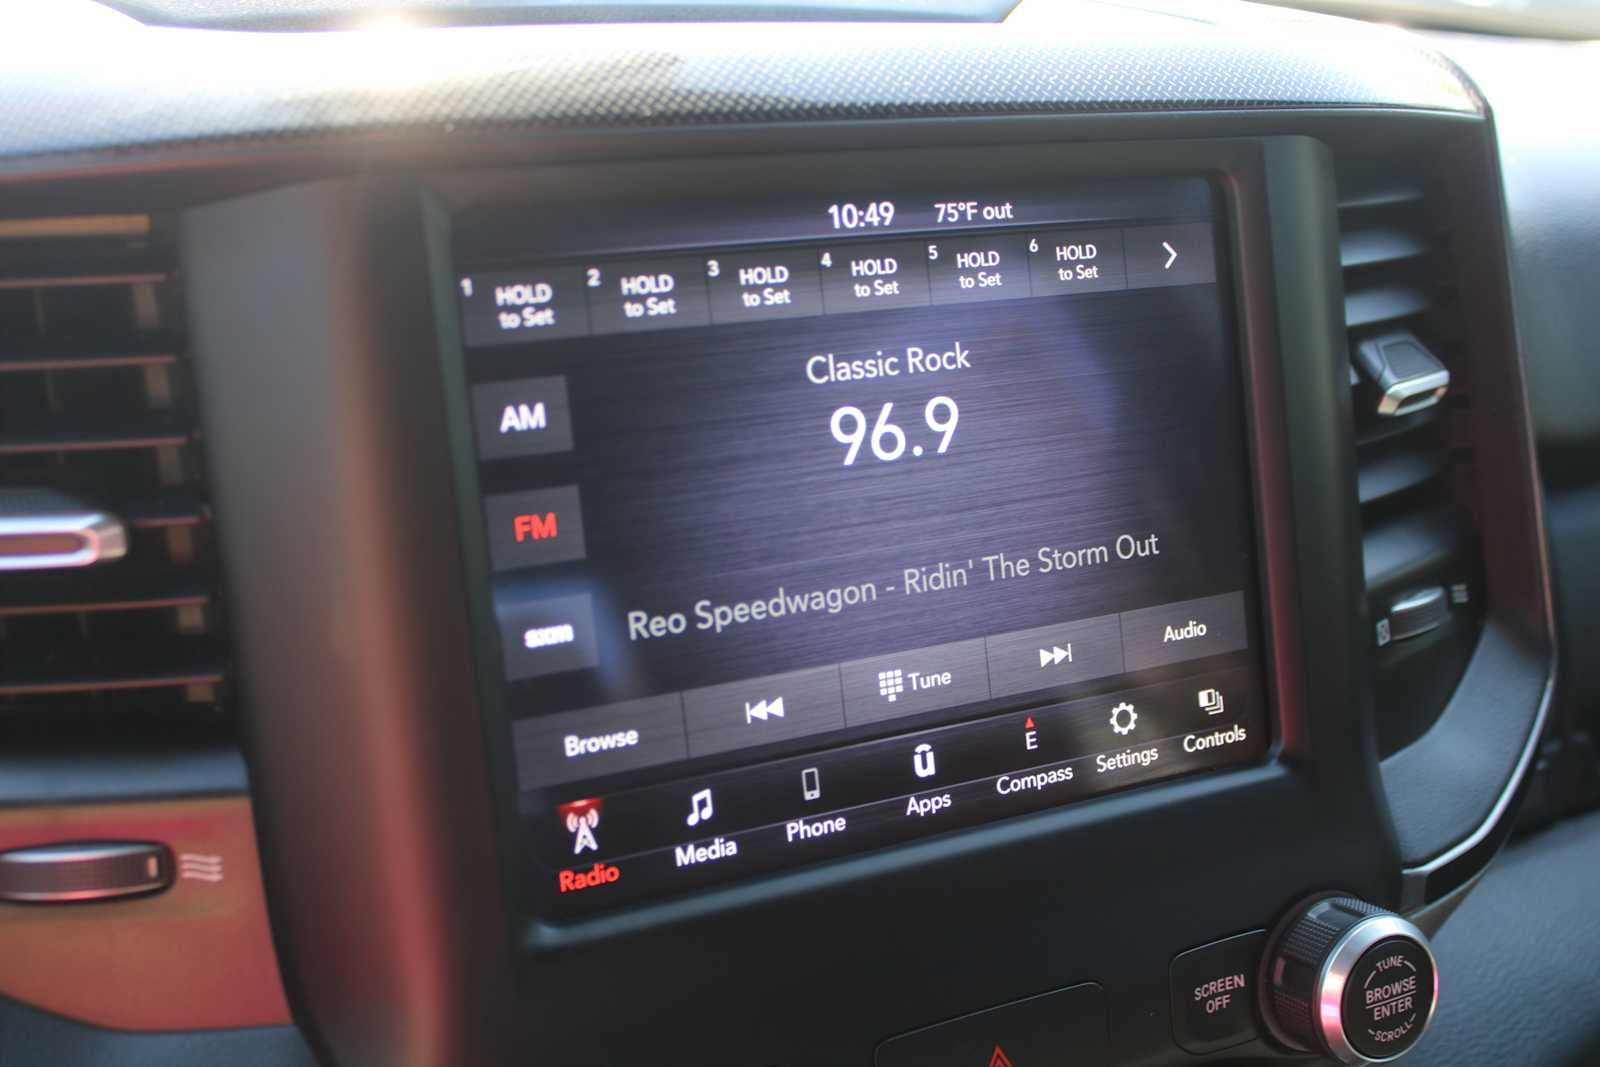 10:49 75°F out
1 HOLD to Set
2 HOLD to Set
3 HOLD to Set
4 HOLD to Set
5 HOLD to Set
6 HOLD to Set
Classic Rock
AM
96.9
FM
Reo Speedwagon - Ridin' The Storm Out
sxm
Browse Tune Audio
E
Radio Media Phone Apps Compass Settings Controls
SCREEN
OFF
TUNE
BROWSE
ENTER
SCROLL